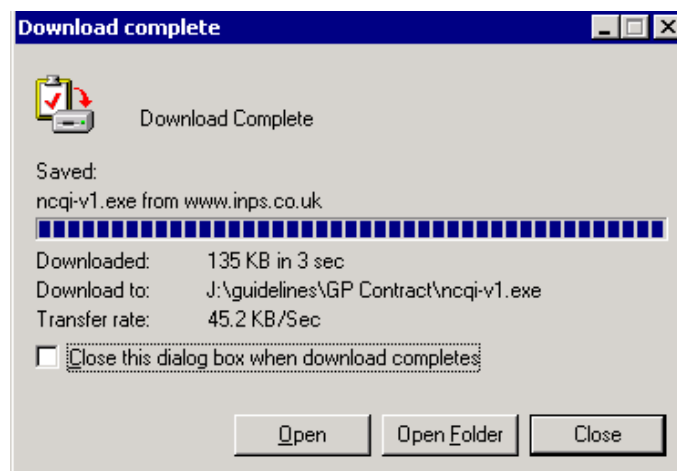 Download complete
Download Complete
Saved:
ncqi-v1.exe from www.inps.co.uk
Downloaded: 135 KB in 3 sec
Download to: J:\guidelines\GP Contract\ncqi-v1.exe
Transfer rate: 45.2 KB/Sec
Close this dialog box when download completes
Open Open Folder Close